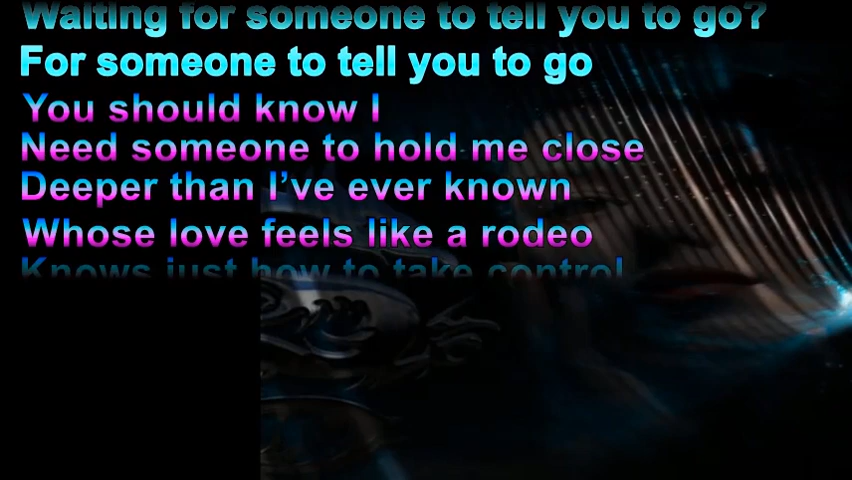 Waiting for someone to tell you to go?
For someone to tell you to go
You should know I
Need someone to hold me close
Deeper than I’ve ever known
Whose love feels like a rodeo
Knows just how to take control